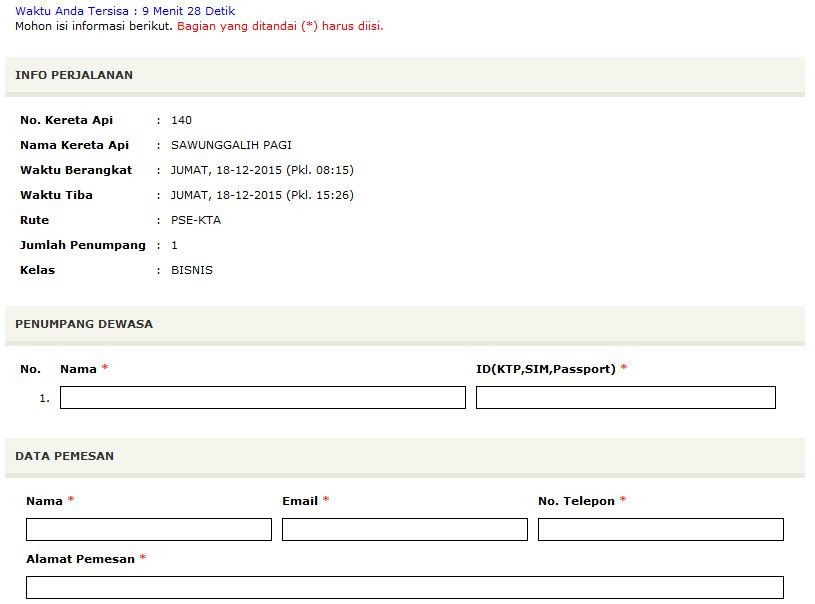 Waktu Anda Tersisa : 9 Menit 28 Detik
Mohon isi informasi berikut. Bagian yang ditandai (*) harus diisi.
INFO PERJALANAN
No. Kereta Api : 140
Nama Kereta Api : SAWUNGGALIH PAGI
Waktu Berangkat : JUMAT, 18-12-2015 (Pkl. 08:15)
Waktu Tiba : JUMAT, 18-12-2015 (Pkl. 15:26)
Rute : PSE-KTA
Jumlah Penumpang : 1
Kelas : BISNIS
PENUMPANG DEWASA
No. Nama * ID(KTP,SIM,Passport) *
1.
DATA PEMESAN
Nama * Email * No. Telepon *
Alamat Pemesan *